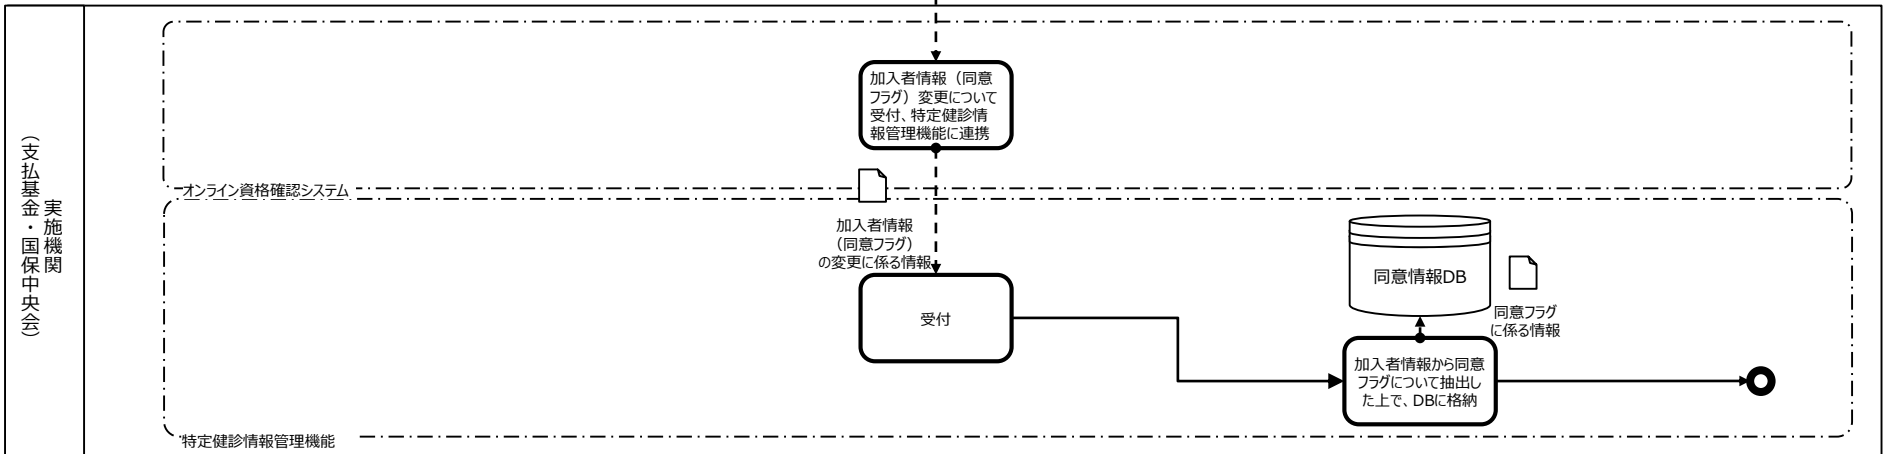 実施機関
（支払基金・国保中央会）
加入者情報（同意
フラグ）変更について
受付、特定健診情
報管理機能に連携
オンライン資格確認システム
加入者情報
（同意フラグ）
の変更に係る情報
受付
同意情報DB
同意フラグ
に係る情報
加入者情報から同意
フラグについて抽出し
た上で、DBに格納
特定健診情報管理機能